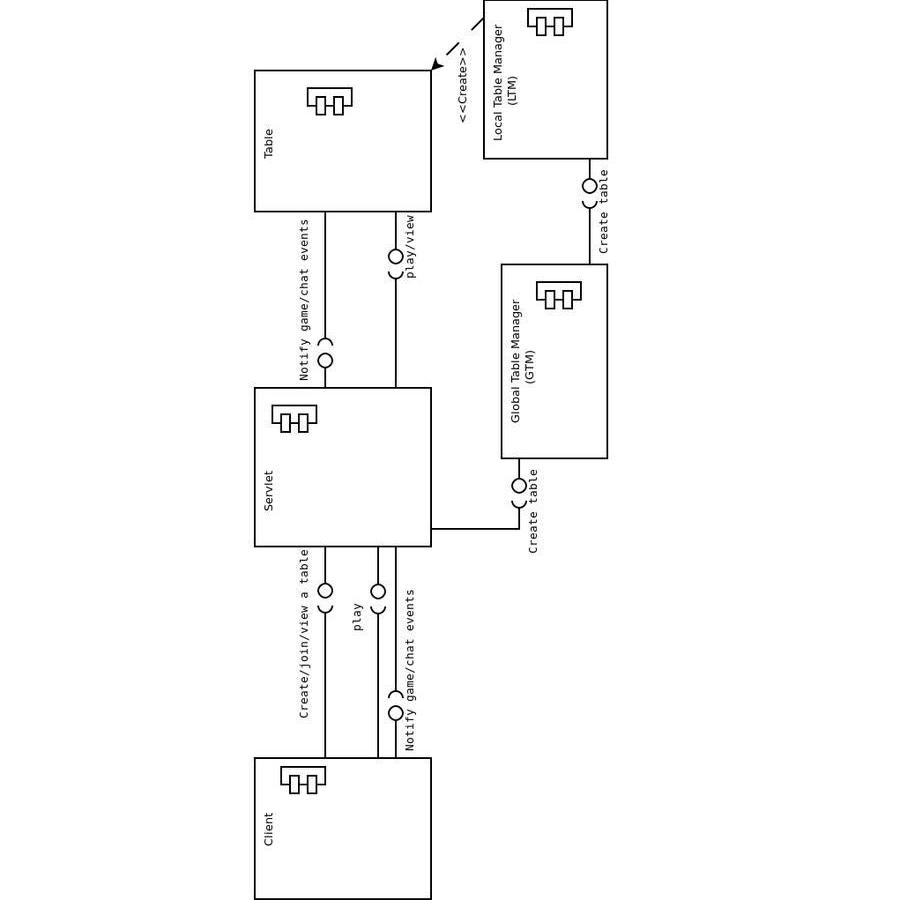 Local Table Manager
(LTM)
<<Create>>
Table
Create table
Notify game/chat events
play/view
Global Table Manager
(GTM)
Servlet
Create table
Create/join/view a table
play
Notify game/chat events
Client